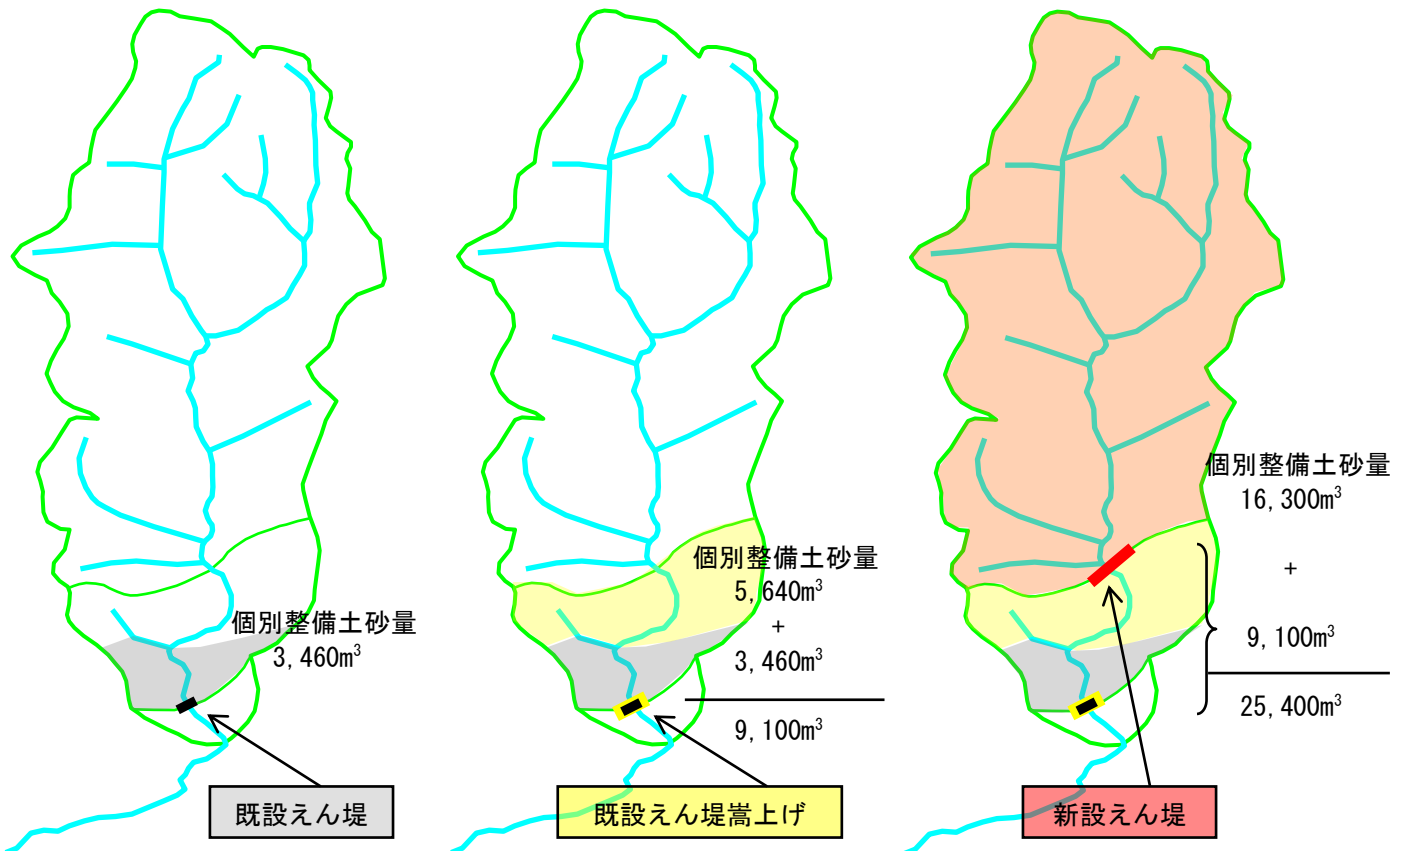 個別整備土砂量
3,460m³
既設えん堤
個別整備土砂量
5,640m³
+
3,460m³
9,100m³
既設えん堤嵩上げ
個別整備土砂量
16,300m³
+
9,100m³
25,400m³
新設えん堤